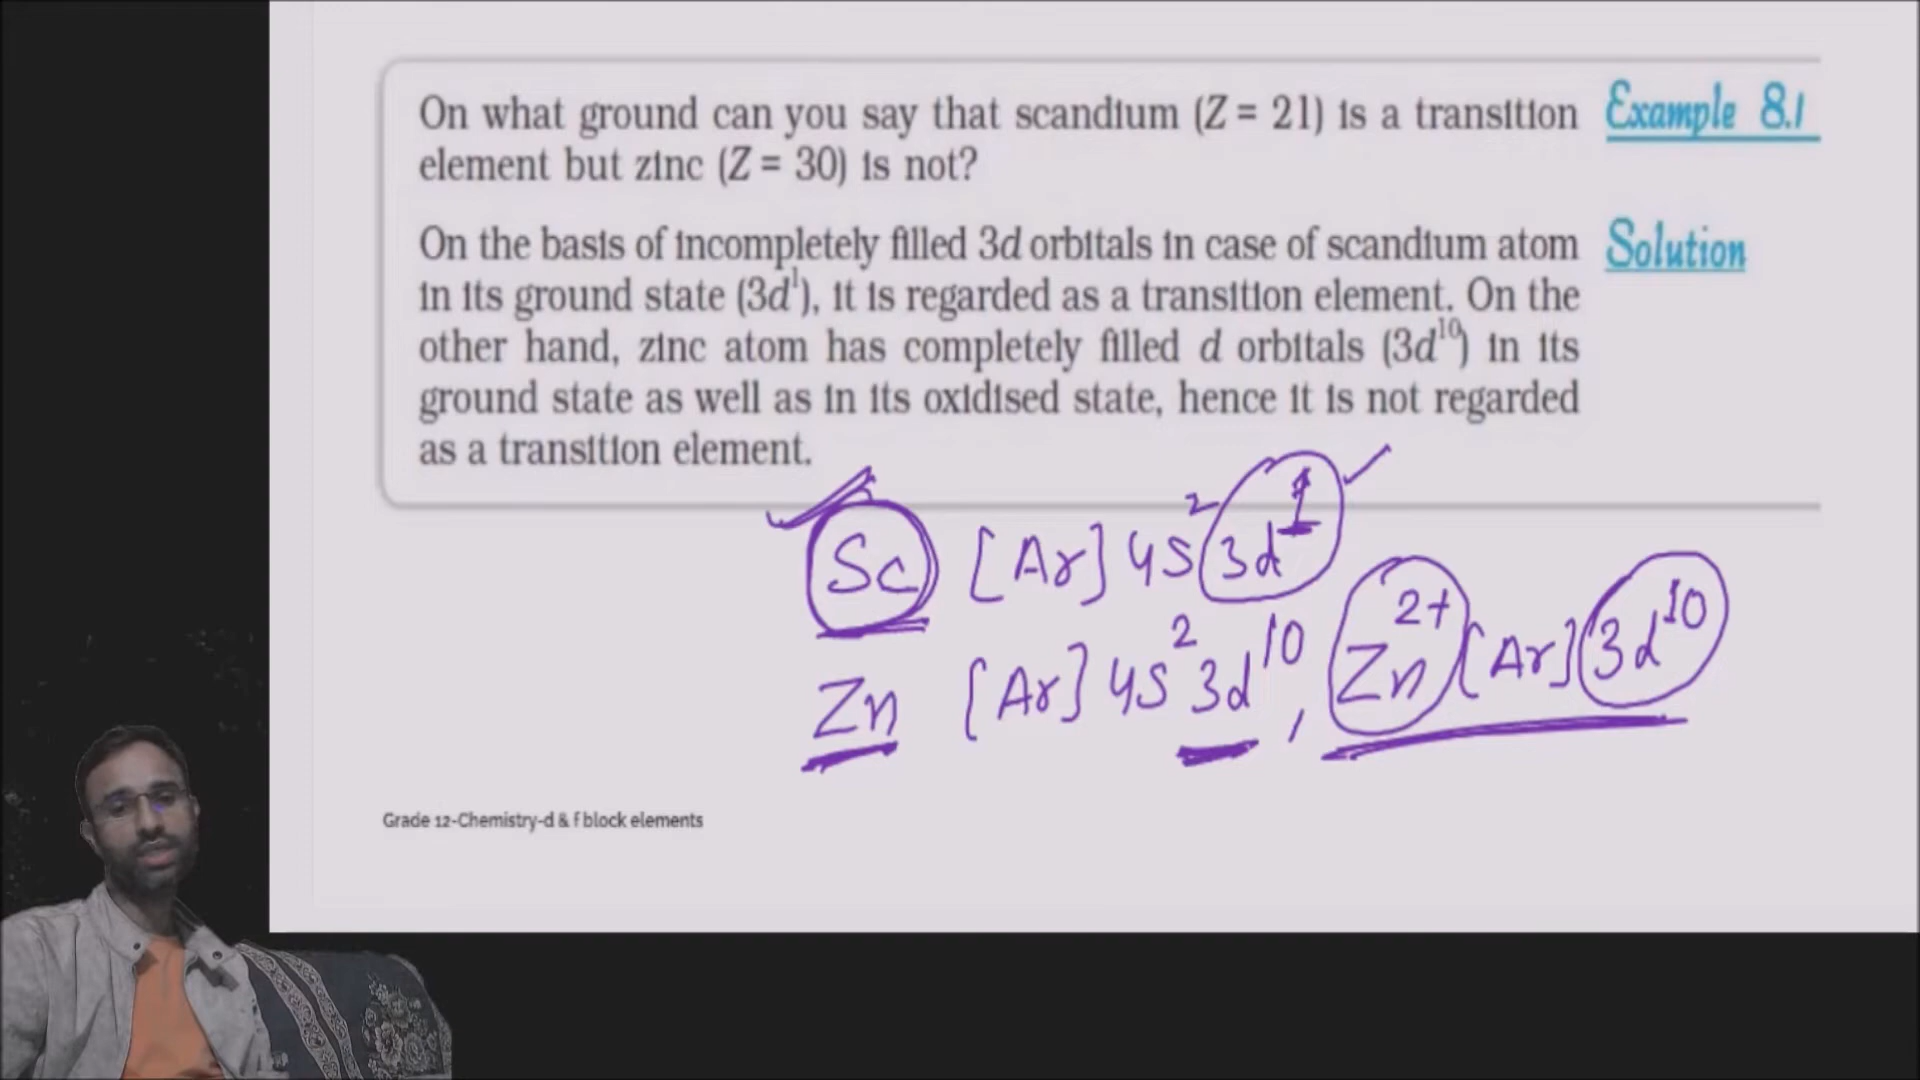 On what ground can you say that scandium (Z = 21) is a transition
element but zinc (Z = 30) is not?
Example 8.1
On the basis of incompletely filled 3d orbitals in case of scandium atom
in its ground state (3d¹), it is regarded as a transition element. On the
other hand, zinc atom has completely filled d orbitals (3d¹⁰) in its
ground state as well as in its oxidised state, hence it is not regarded
as a transition element.
Solution
Sc [Ar] 4s² 3d¹
Zn [Ar] 4s² 3d¹⁰, Zn²⁺ [Ar] 3d¹⁰
Grade 12-Chemistry-d & f block elements